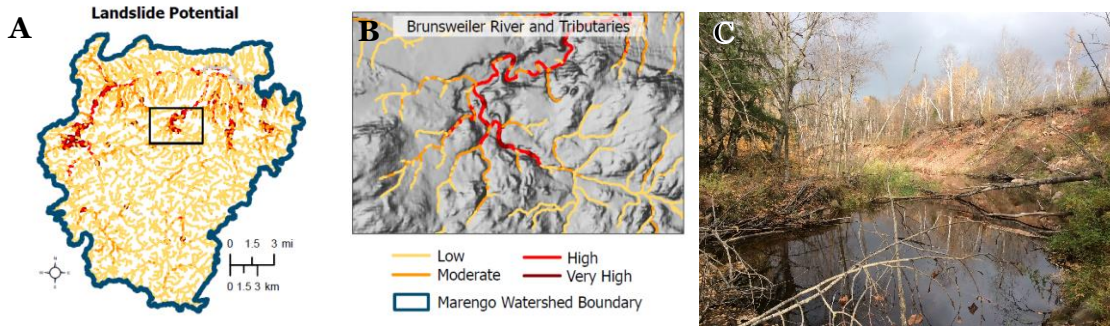 Landslide Potential
A
0 1.5 3 mi
0 1.5 3 km
B
Brunsweiler River and Tributaries
Low
High
Moderate
Very High
Marengo Watershed Boundary
C